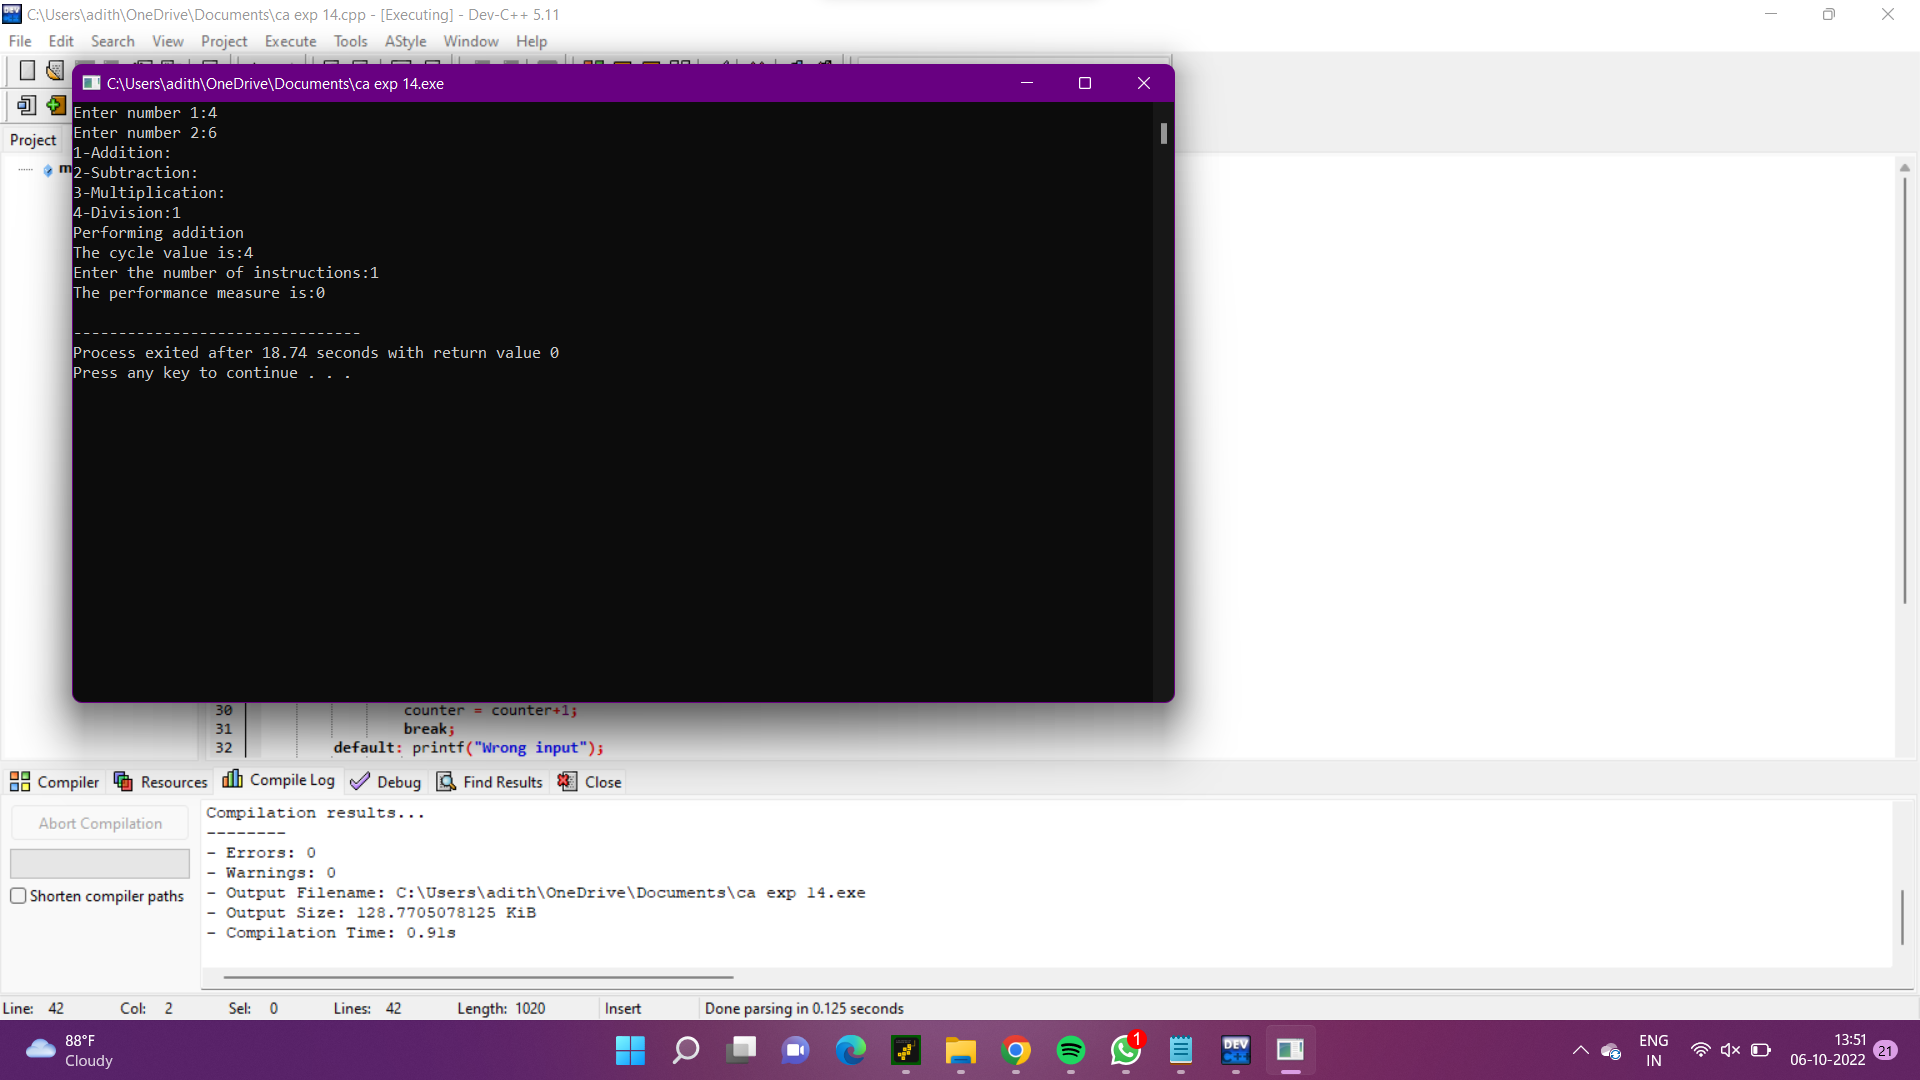 C:\Users\adith\OneDrive\Documents\ca exp 14.cpp - [Executing] - Dev-C++ 5.11
File Edit Search View Project Execute Tools AStyle Window Help
C:\Users\adith\OneDrive\Documents\ca exp 14.exe
Project
Enter number 1:4
Enter number 2:6
1-Addition:
2-Subtraction:
3-Multiplication:
4-Division:1
Performing addition
The cycle value is:4
Enter the number of instructions:1
The performance measure is:0
--------------------------------
Process exited after 18.74 seconds with return value 0
Press any key to continue . . .
30 counter = counter+1;
31 break;
32 default: printf("Wrong input");
Compiler Resources Compile Log Debug Find Results Close
Abort Compilation
Shorten compiler paths
Compilation results...
--------
- Errors: 0
- Warnings: 0
- Output Filename: C:\Users\adith\OneDrive\Documents\ca exp 14.exe
- Output Size: 128.7705078125 KiB
- Compilation Time: 0.91s
Line: 42 Col: 2 Sel: 0 Lines: 42 Length: 1020 Insert Done parsing in 0.125 seconds
88°F
Cloudy
1
DEV
C++
ENG
IN
13:51
06-10-2022
21